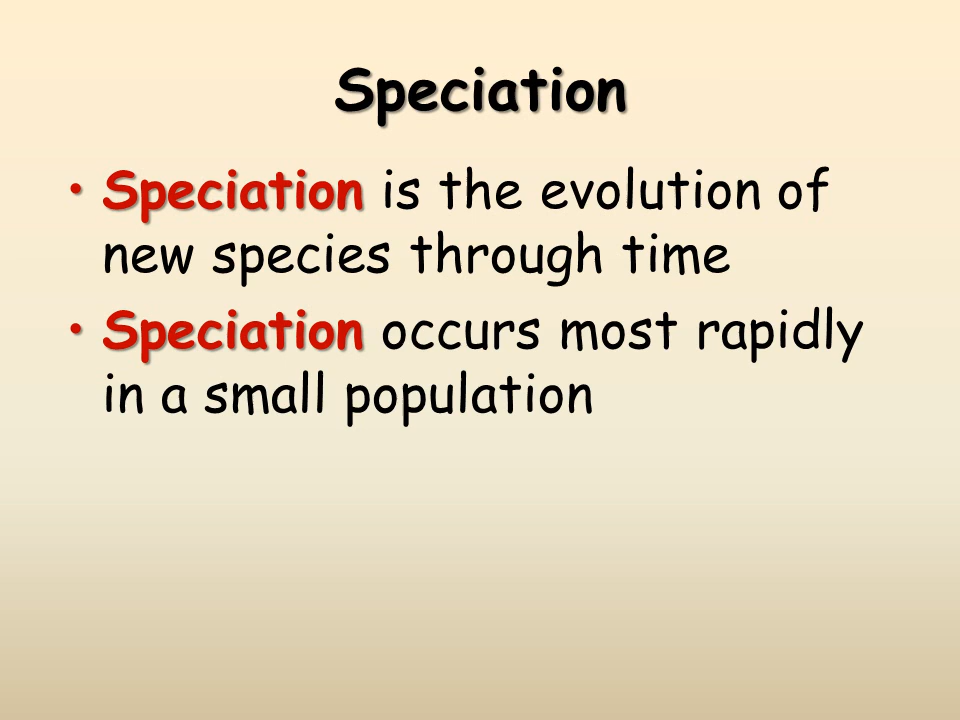 Speciation
• Speciation is the evolution of
new species through time
• Speciation occurs most rapidly
in a small population